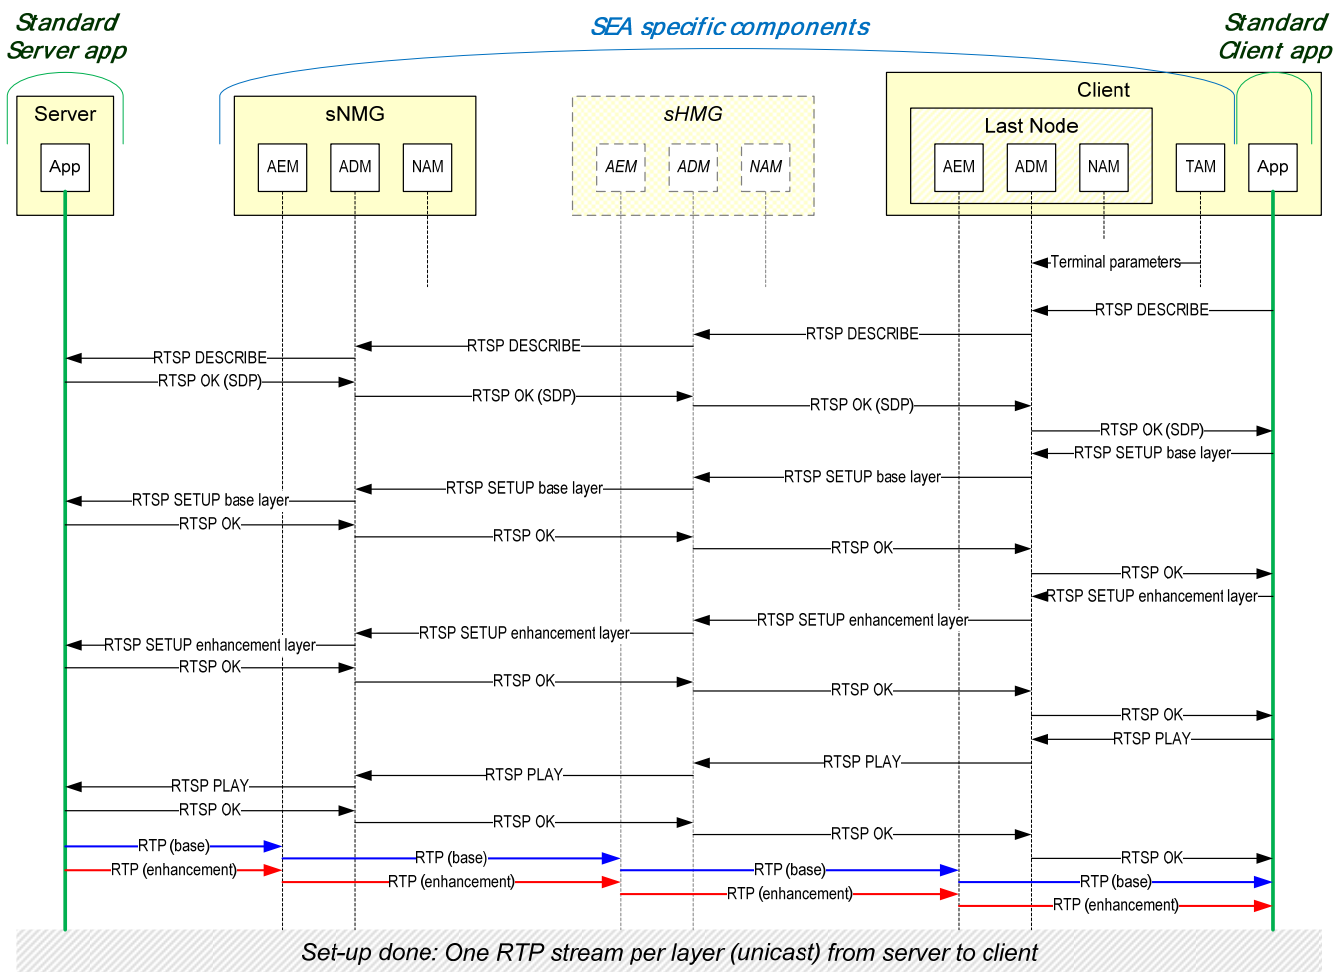 Standard
Server app
SEA specific components
Standard
Client app
Server
sNMG
sHMG
Client
Last Node
App
AEM
ADM
NAM
AEM
ADM
NAM
AEM
ADM
NAM
TAM
App
Terminal parameters
RTSP DESCRIBE
RTSP DESCRIBE
RTSP DESCRIBE
RTSP DESCRIBE
RTSP OK (SDP)
RTSP OK (SDP)
RTSP OK (SDP)
RTSP OK (SDP)
RTSP SETUP base layer
RTSP SETUP base layer
RTSP SETUP base layer
RTSP SETUP base layer
RTSP OK
RTSP OK
RTSP OK
RTSP OK
RTSP SETUP enhancement layer
RTSP SETUP enhancement layer
RTSP SETUP enhancement layer
RTSP SETUP enhancement layer
RTSP OK
RTSP OK
RTSP OK
RTSP OK
RTSP PLAY
RTSP PLAY
RTSP PLAY
RTSP PLAY
RTSP OK
RTSP OK
RTSP OK
RTSP OK
RTP (base)
RTP (base)
RTP (base)
RTP (base)
RTP (enhancement)
RTP (enhancement)
RTP (enhancement)
RTP (enhancement)
Set-up done: One RTP stream per layer (unicast) from server to client